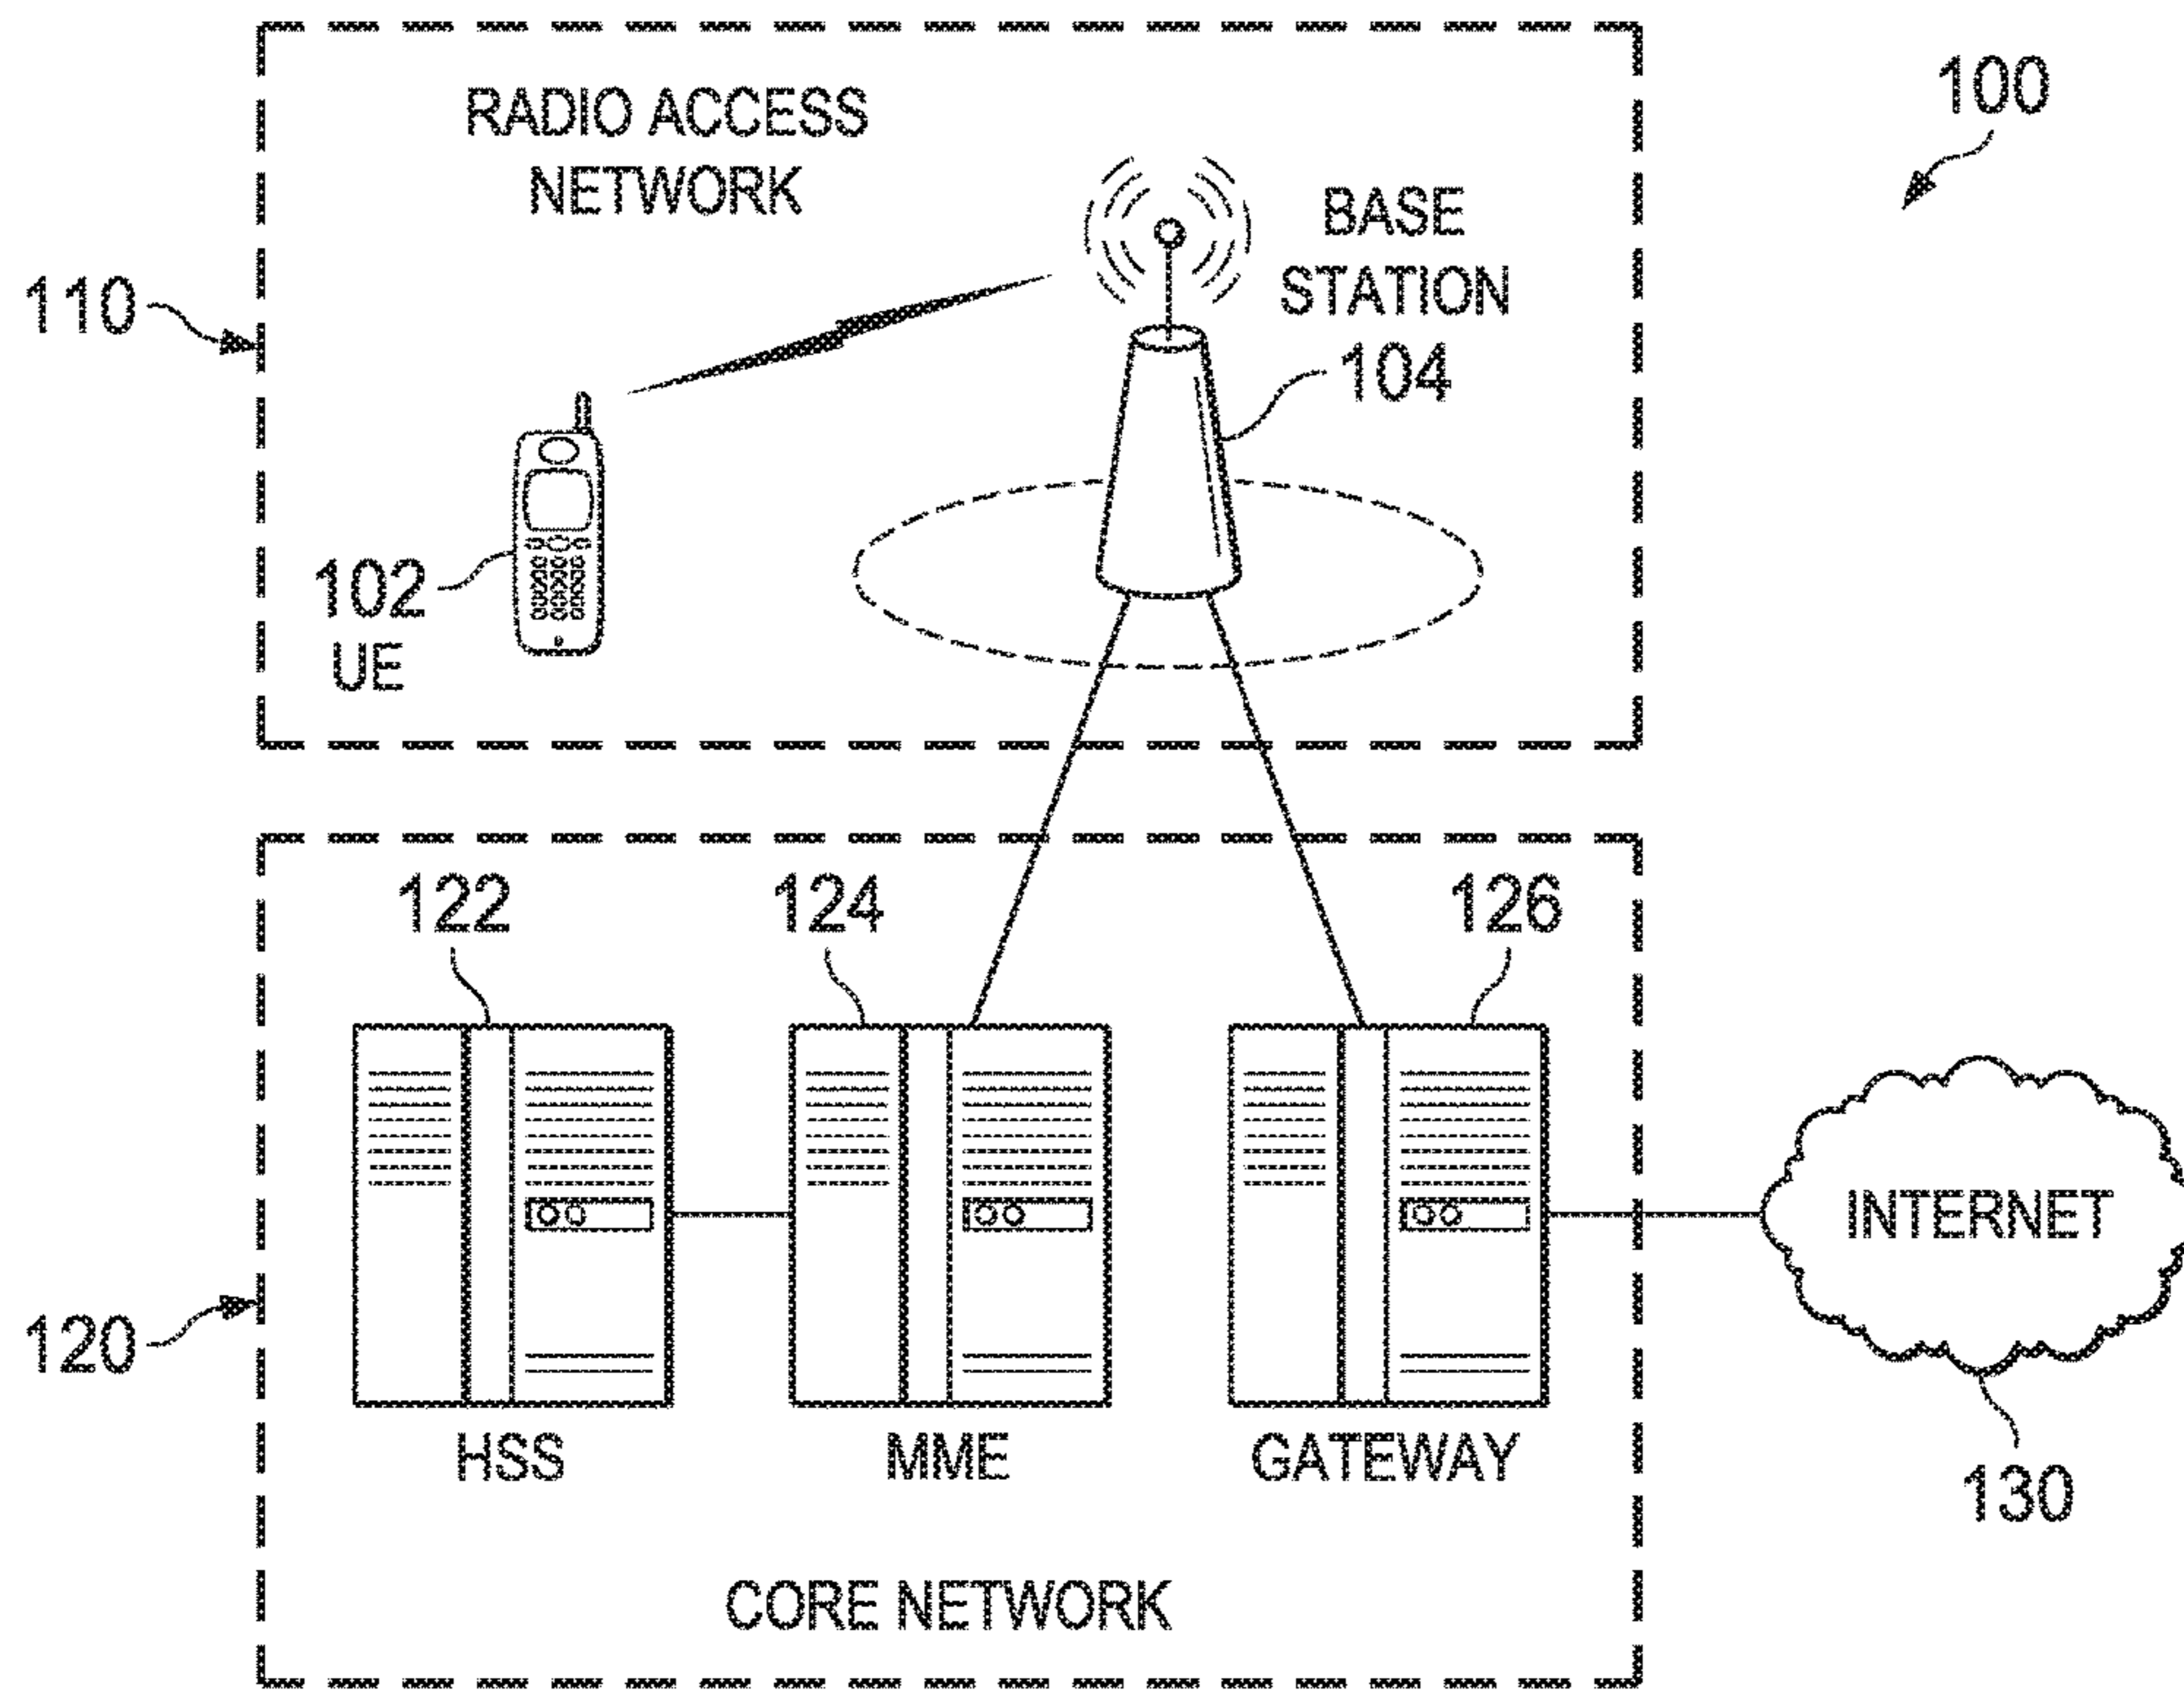 RADIO ACCESS
NETWORK
100
BASE
STATION
104
110
102
UE
122
124
126
INTERNET
120
HSS
MME
GATEWAY
130
CORE NETWORK